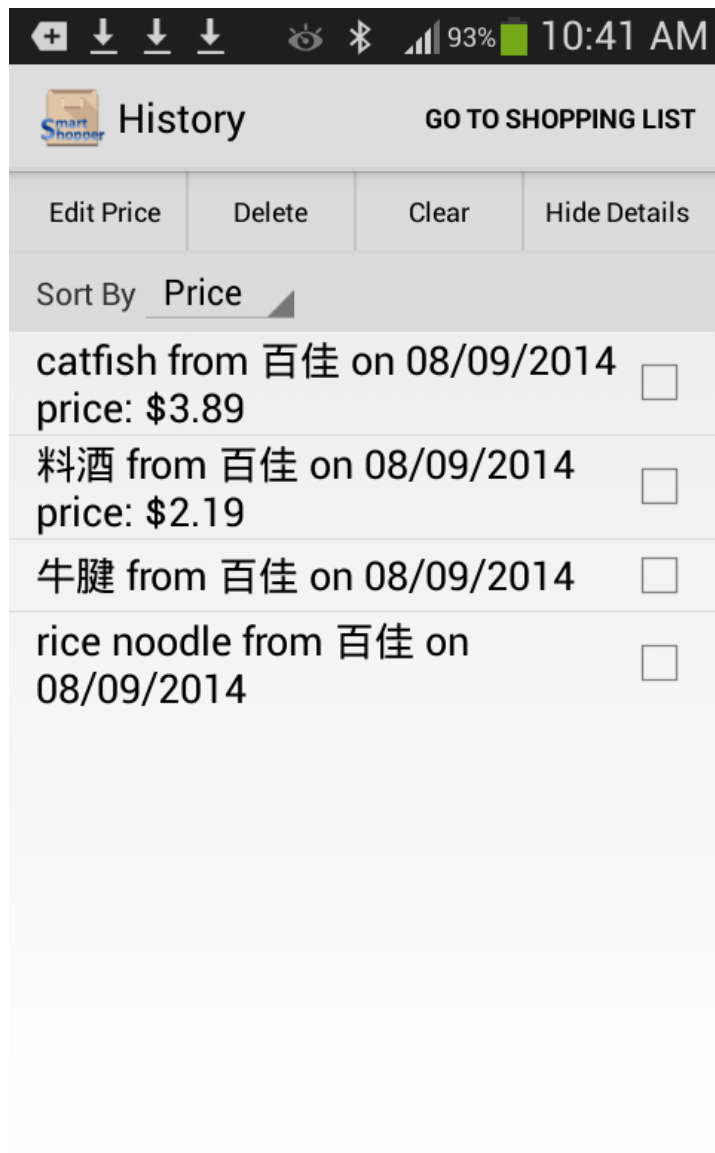 93% 10:41 AM
Smart Shopper History GO TO SHOPPING LIST
Edit Price Delete Clear Hide Details
Sort By Price
catfish from 百佳 on 08/09/2014
price: $3.89
料酒 from 百佳 on 08/09/2014
price: $2.19
牛腱 from 百佳 on 08/09/2014
rice noodle from 百佳 on
08/09/2014